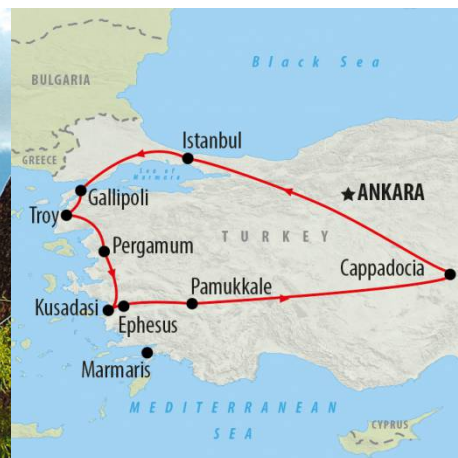 Black Sea
BULGARIA
Istanbul
GREECE
Sea of
Marmara
Gallipoli
ANKARA
Troy
TURKEY
Pergamum
Cappadocia
Pamukkale
Kusadasi
Ephesus
Marmaris
MEDITERRANEAN
SEA
CYPRUS